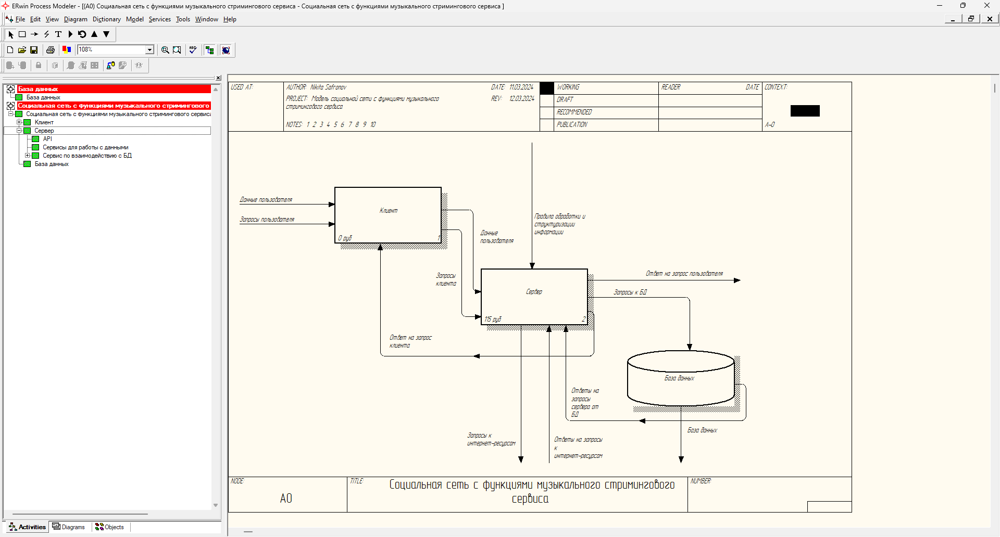 ERwin Process Modeler - [(A0) Социальная сеть с функциями музыкального стримингового сервиса - Социальная сеть с функциями музыкального стримингового сервиса ]
File Edit View Diagram Dictionary Model Services Tools Window Help
108%
ABC
База данных
База данных
Социальная сеть с функциями музыкального стримингового
Социальная сеть с функциями музыкального стримингового сервиса
Клиент
Сервер
API
Сервисы для работы с данными
Сервис по взаимодействию с БД
База данных
Activities Diagrams Objects
USED AT:
AUTHOR: Nikita Safronov
DATE: 11.03.2024
PROJECT: Модель социальной сети с функциями музыкального
стримингового сервиса
REV: 12.03.2024
NOTES: 1 2 3 4 5 6 7 8 9 10
WORKING
DRAFT
RECOMMENDED
PUBLICATION
READER DATE
CONTEXT:
A-0
Данные пользователя
Запросы пользователя
Клиент
0 руб 1
Данные
пользователя
Правила обработки и
структуризации
информации
Запросы
клиента
Сервер
115 руб 2
Ответ на запрос пользователя
Запросы к БД
Ответ на запрос
клиента
База данных
Ответы на
запросы
сервера от
БД
База данных
Запросы к
интернет-ресурсам
Ответы на запросы
к
интернет-ресурсам
NODE:
A0
TITLE:
Социальная сеть с функциями музыкального стримингового
сервиса
NUMBER: